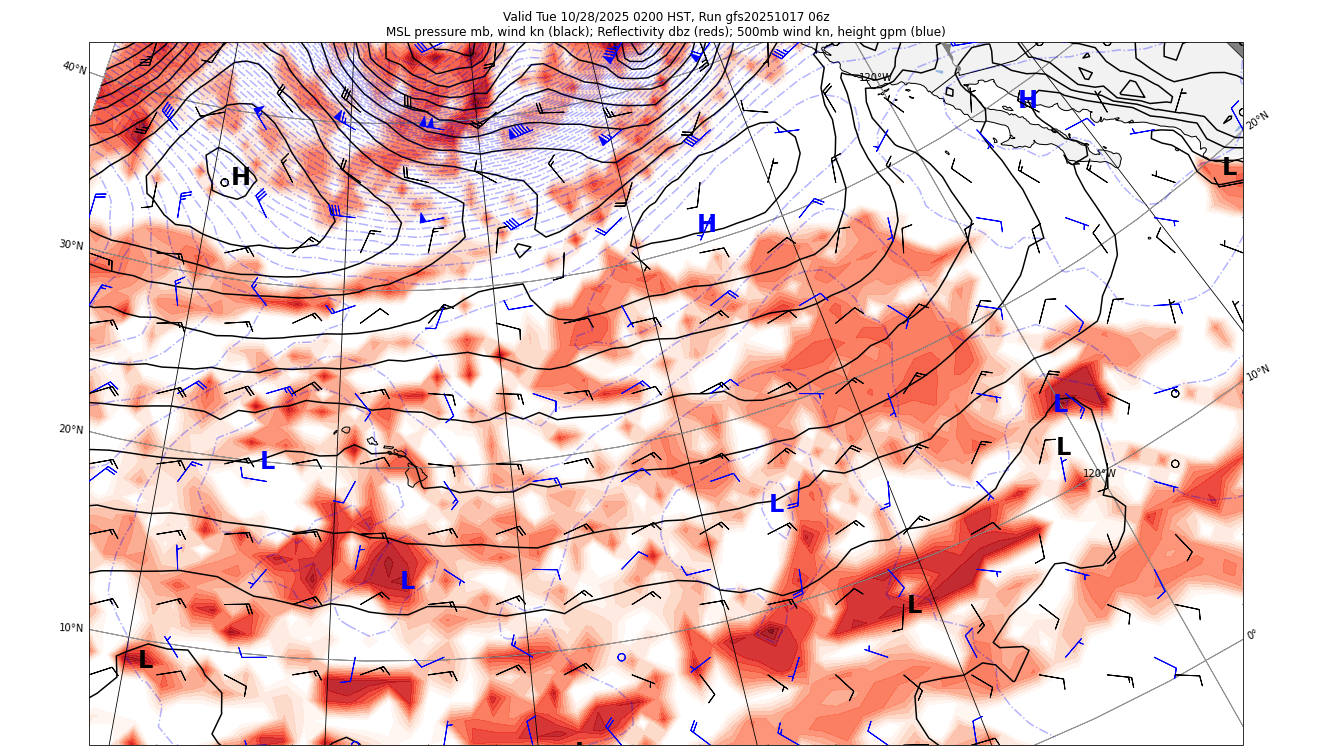 Valid Tue 10/28/2025 0200 HST, Run gfs20251017 06z
MSL pressure mb, wind kn (black); Reflectivity dbz (reds); 500mb wind kn, height gpm (blue)
40°N
120°W
H
20°N
H
L
H
30°N
10°N
L
20°N
L
L
120°W
L
L
L
10°N
0°
L